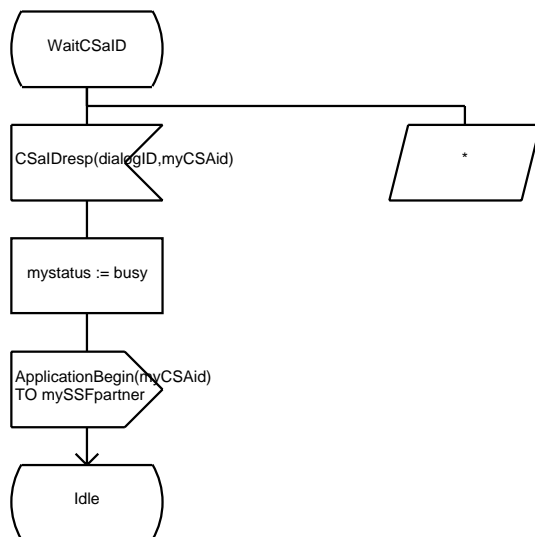 WaitCSaID
CSaIDresp(dialogID,myCSAid)
*
mystatus := busy
ApplicationBegin(myCSAid)
TO mySSFpartner
Idle